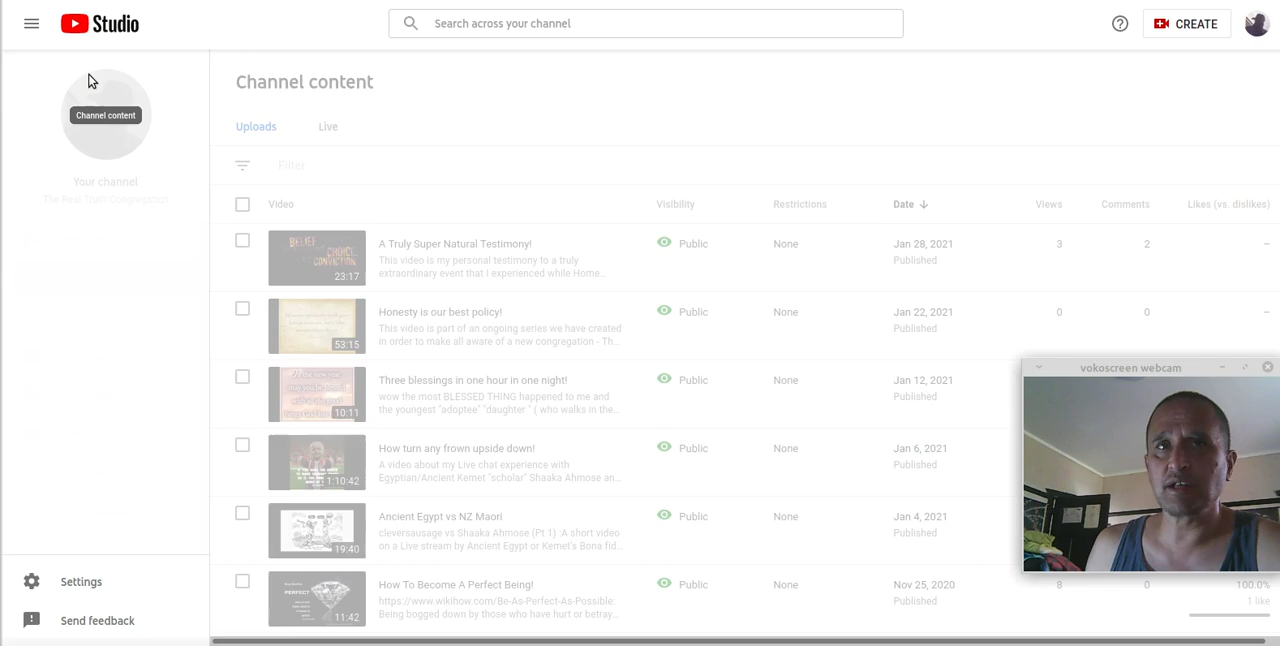 Studio
Search across your channel
CREATE
Channel content
Your channel
The Real Truth Congregation
Settings
Send feedback
Channel content
Uploads
Live
Filter
Video Visibility Restrictions Date Views Comments Likes (vs. dislikes)
A Truly Super Natural Testimony! Public None Jan 28, 2021 3 2 –
This video is my personal testimony to a truly Published
extraordinary event that I experienced while Home...
BELIEF
CHOICE
CONVICTION
23:17
Honesty is our best policy! Public None Jan 22, 2021 0 0 –
This video is part of an ongoing series we have created Published
in order to make all aware of a new congregation - Th...
53:15
Three blessings in one hour in one night! Public None Jan 12, 2021
wow the most BLESSED THING happened to me and Published
the youngest "adoptee" "daughter " ( who walks in the...
10:11
How turn any frown upside down! Public None Jan 6, 2021
A video about my Live chat experience with Published
Egyptian/Ancient Kemet "scholar" Shaaka Ahmose an...
1:10:42
Ancient Egypt vs NZ Maori Public None Jan 4, 2021
cleversausage vs Shaaka Ahmose (Pt 1) :A short video Published
on a Live stream by Ancient Egypt or Kemet's Bona fid...
19:40
How To Become A Perfect Being! Public None Nov 25, 2020 8 0 100.0%
https://www.wikihow.com/Be-As-Perfect-As-Possible: Published 1 like
Being bogged down by those who have hurt or betray...
PERFECT
11:42
vokoscreen webcam